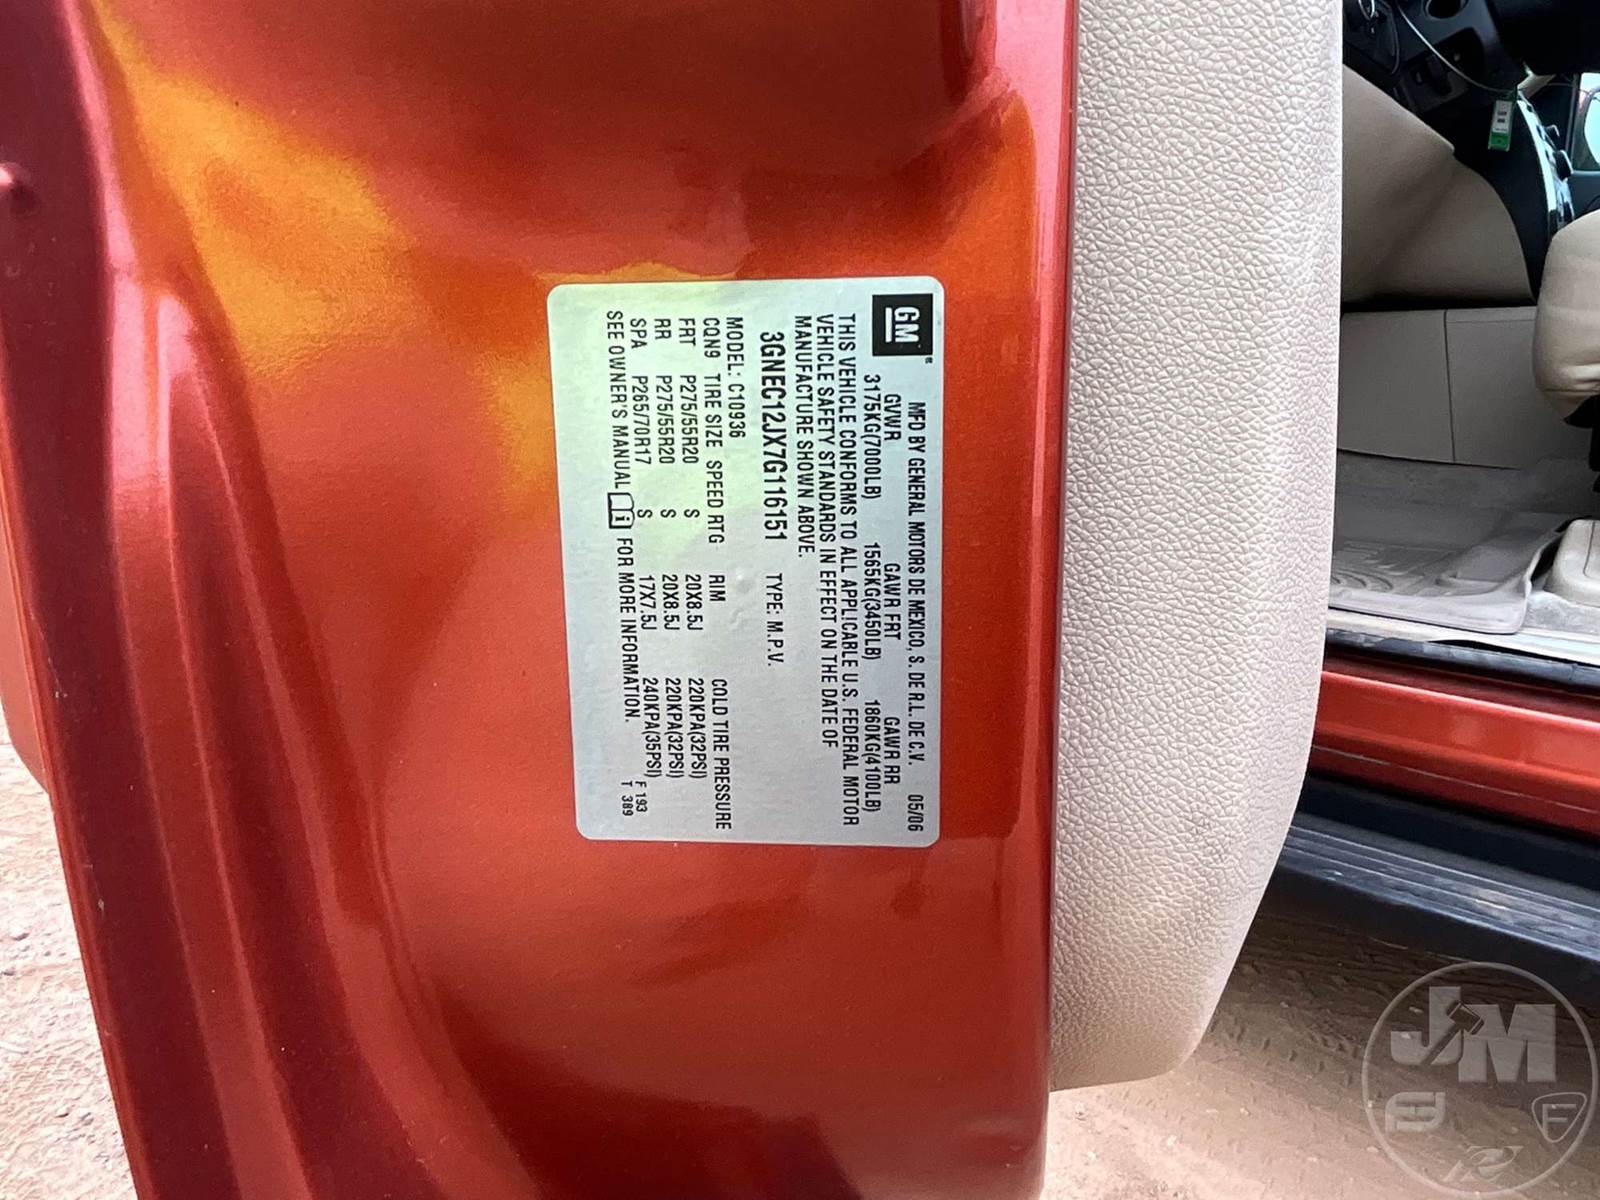 GM®
MFD BY GENERAL MOTORS DE MEXICO, S. DE R.L. DE C.V. 05/06
GVWR GAWR FRT GAWR RR
3175KG(7000LB) 1565KG(3450LB) 1860KG(4100LB)
THIS VEHICLE CONFORMS TO ALL APPLICABLE U.S. FEDERAL MOTOR
VEHICLE SAFETY STANDARDS IN EFFECT ON THE DATE OF
MANUFACTURE SHOWN ABOVE.
3GNEC12JX7G116151 TYPE: M.P.V.
MODEL: C10936
CQN9 TIRE SIZE SPEED RTG RIM COLD TIRE PRESSURE
FRT P275/55R20 S 20X8.5J 220KPA(32PSI)
RR P275/55R20 S 20X8.5J 220KPA(32PSI)
SPA P265/70R17 S 17X7.5J 240KPA(35PSI)
SEE OWNER'S MANUAL i FOR MORE INFORMATION.
F 193
T 389
JM
F